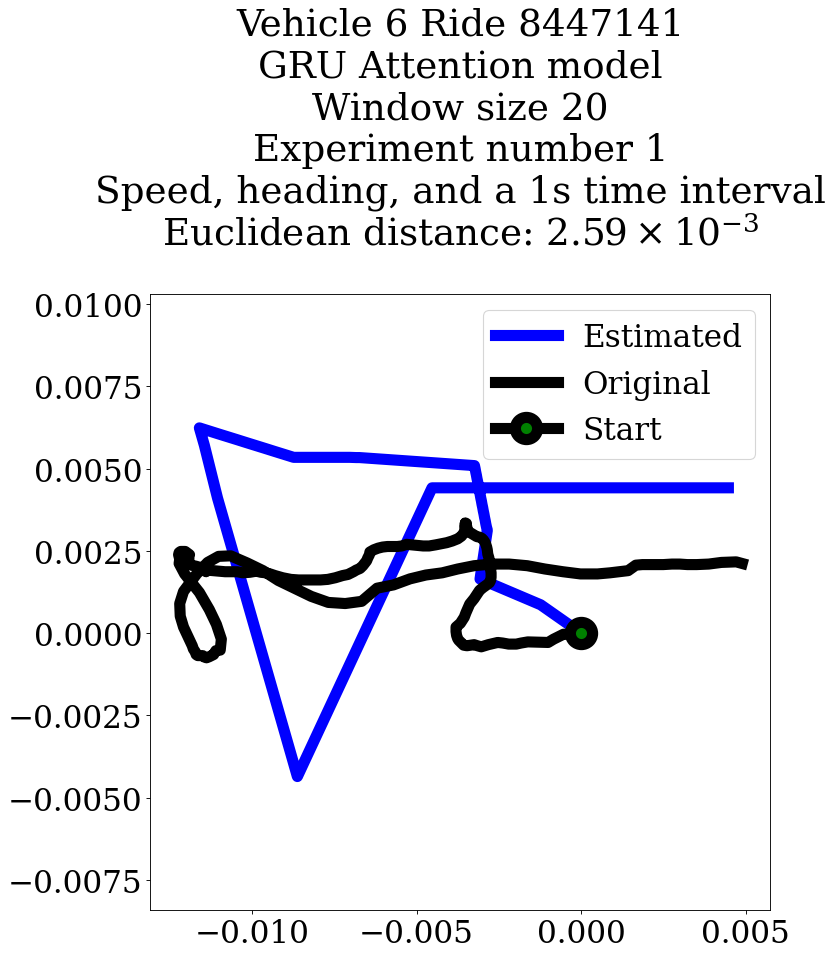 Vehicle 6 Ride 8447141
GRU Attention model
Window size 20
Experiment number 1
Speed, heading, and a 1s time interval
Euclidean distance: 2.59 × 10⁻³
0.0100
0.0075
0.0050
0.0025
0.0000
−0.0025
−0.0050
−0.0075
Estimated
Original
Start
−0.010
−0.005
0.000
0.005